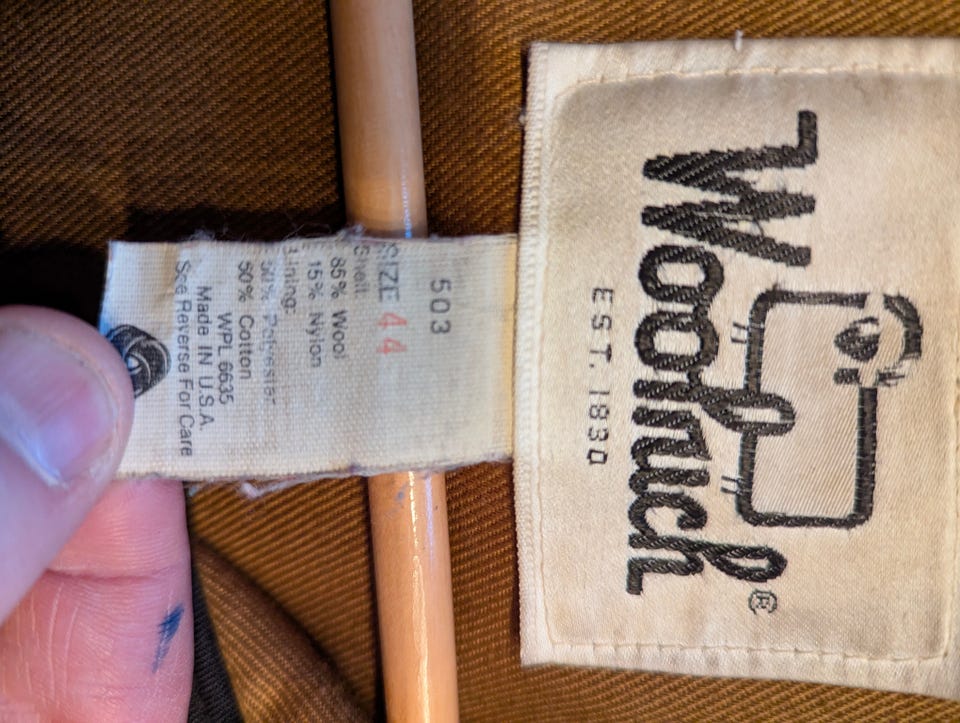 Woolrich®
EST. 1830
503
SIZE 44
Shell:
85% Wool
15% Nylon
Lining:
50% Polyester
50% Cotton
WPL 6635
Made IN U.S.A.
See Reverse For Care